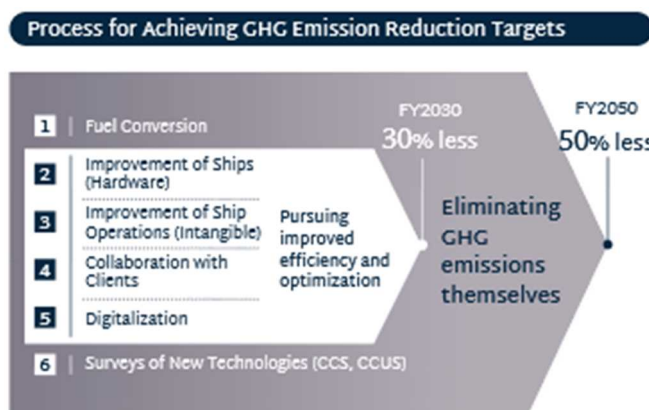 Process for Achieving GHG Emission Reduction Targets
1 Fuel Conversion
FY2030
30% less
FY2050
50% less
2 Improvement of Ships
(Hardware)
3 Improvement of Ship
Operations (Intangible)
4 Collaboration with
Clients
5 Digitalization
Pursuing
improved
efficiency and
optimization
Eliminating
GHG
emissions
themselves
6 Surveys of New Technologies (CCS, CCUS)